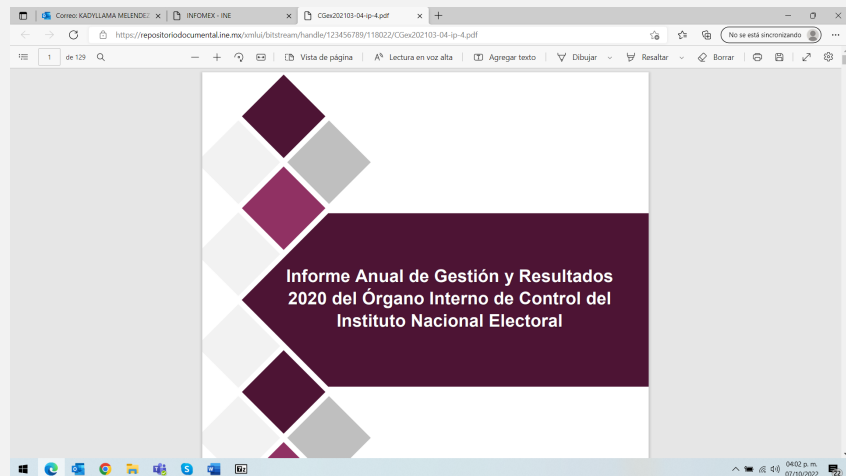 Correo: KADYLLAMA MELENDEZ
INFOMEX - INE
CGex202103-04-ip-4.pdf
https://repositoriodocumental.ine.mx/xmlui/bitstream/handle/123456789/118022/CGex202103-04-ip-4.pdf
No se está sincronizando
1 de 129
Vista de página
Lectura en voz alta
Agregar texto
Dibujar
Resaltar
Borrar
Informe Anual de Gestión y Resultados
2020 del Órgano Interno de Control del
Instituto Nacional Electoral
04:02 p. m.
07/10/2022
22